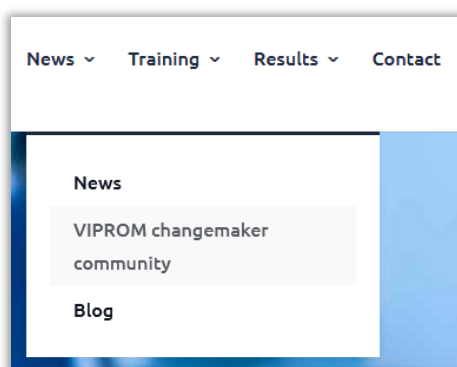 News Training Results Contact
News
VIPROM changemaker
community
Blog